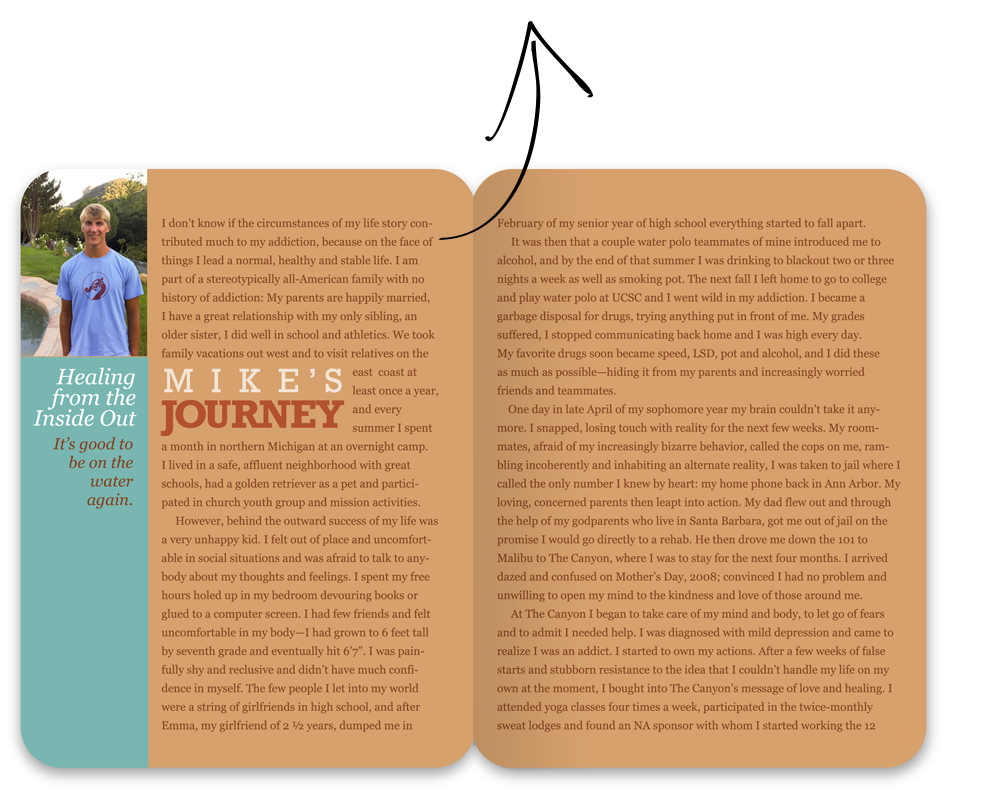 Healing
from the
Inside Out
It's good to
be on the
water
again.
MIKE'S
JOURNEY
I don't know if the circumstances of my life story con-
tributed much to my addiction, because on the face of
things I lead a normal, healthy and stable life. I am
part of a stereotypically all-American family with no
history of addiction: My parents are happily married,
I have a great relationship with my only sibling, an
older sister, I did well in school and athletics. We took
family vacations out west and to visit relatives on the
east coast at
least once a year,
and every
summer I spent
a month in northern Michigan at an overnight camp.
I lived in a safe, affluent neighborhood with great
schools, had a golden retriever as a pet and partici-
pated in church youth group and mission activities.
However, behind the outward success of my life was
a very unhappy kid. I felt out of place and uncomfort-
able in social situations and was afraid to talk to any-
body about my thoughts and feelings. I spent my free
hours holed up in my bedroom devouring books or
glued to a computer screen. I had few friends and felt
uncomfortable in my body—I had grown to 6 feet tall
by seventh grade and eventually hit 6'7". I was pain-
fully shy and reclusive and didn't have much confi-
dence in myself. The few people I let into my world
were a string of girlfriends in high school, and after
Emma, my girlfriend of 2 ½ years, dumped me in
February of my senior year of high school everything started to fall apart.
It was then that a couple water polo teammates of mine introduced me to
alcohol, and by the end of that summer I was drinking to blackout two or three
nights a week as well as smoking pot. The next fall I left home to go to college
and play water polo at UCSC and I went wild in my addiction. I became a
garbage disposal for drugs, trying anything put in front of me. My grades
suffered, I stopped communicating back home and I was high every day.
My favorite drugs soon became speed, LSD, pot and alcohol, and I did these
as much as possible—hiding it from my parents and increasingly worried
friends and teammates.
One day in late April of my sophomore year my brain couldn't take it any-
more. I snapped, losing touch with reality for the next few weeks. My room-
mates, afraid of my increasingly bizarre behavior, called the cops on me, ram-
bling incoherently and inhabiting an alternate reality, I was taken to jail where I
called the only number I knew by heart: my home phone back in Ann Arbor. My
loving, concerned parents then leapt into action. My dad flew out and through
the help of my godparents who live in Santa Barbara, got me out of jail on the
promise I would go directly to a rehab. He then drove me down the 101 to
Malibu to The Canyon, where I was to stay for the next four months. I arrived
dazed and confused on Mother's Day, 2008; convinced I had no problem and
unwilling to open my mind to the kindness and love of those around me.
At The Canyon I began to take care of my mind and body, to let go of fears
and to admit I needed help. I was diagnosed with mild depression and came to
realize I was an addict. I started to own my actions. After a few weeks of false
starts and stubborn resistance to the idea that I couldn't handle my life on my
own at the moment, I bought into The Canyon's message of love and healing. I
attended yoga classes four times a week, participated in the twice-monthly
sweat lodges and found an NA sponsor with whom I started working the 12